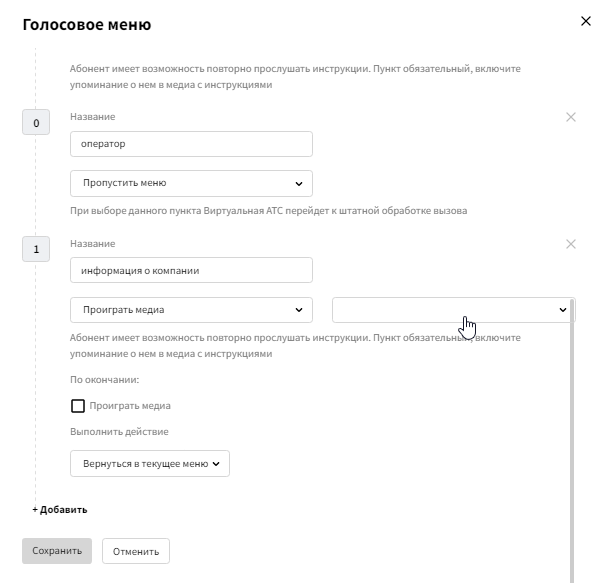 Голосовое меню
Абонент имеет возможность повторно прослушать инструкции. Пункт обязательный, включите
упоминание о нем в медиа с инструкциями
0
Название
оператор
Пропустить меню
При выборе данного пункта Виртуальная АТС перейдет к штатной обработке вызова
1
Название
информация о компании
Проиграть медиа
Абонент имеет возможность повторно прослушать инструкции. Пункт обязательный, включите
упоминание о нем в медиа с инструкциями
По окончании:
Проиграть медиа
Выполнить действие
Вернуться в текущее меню
+ Добавить
Сохранить
Отменить